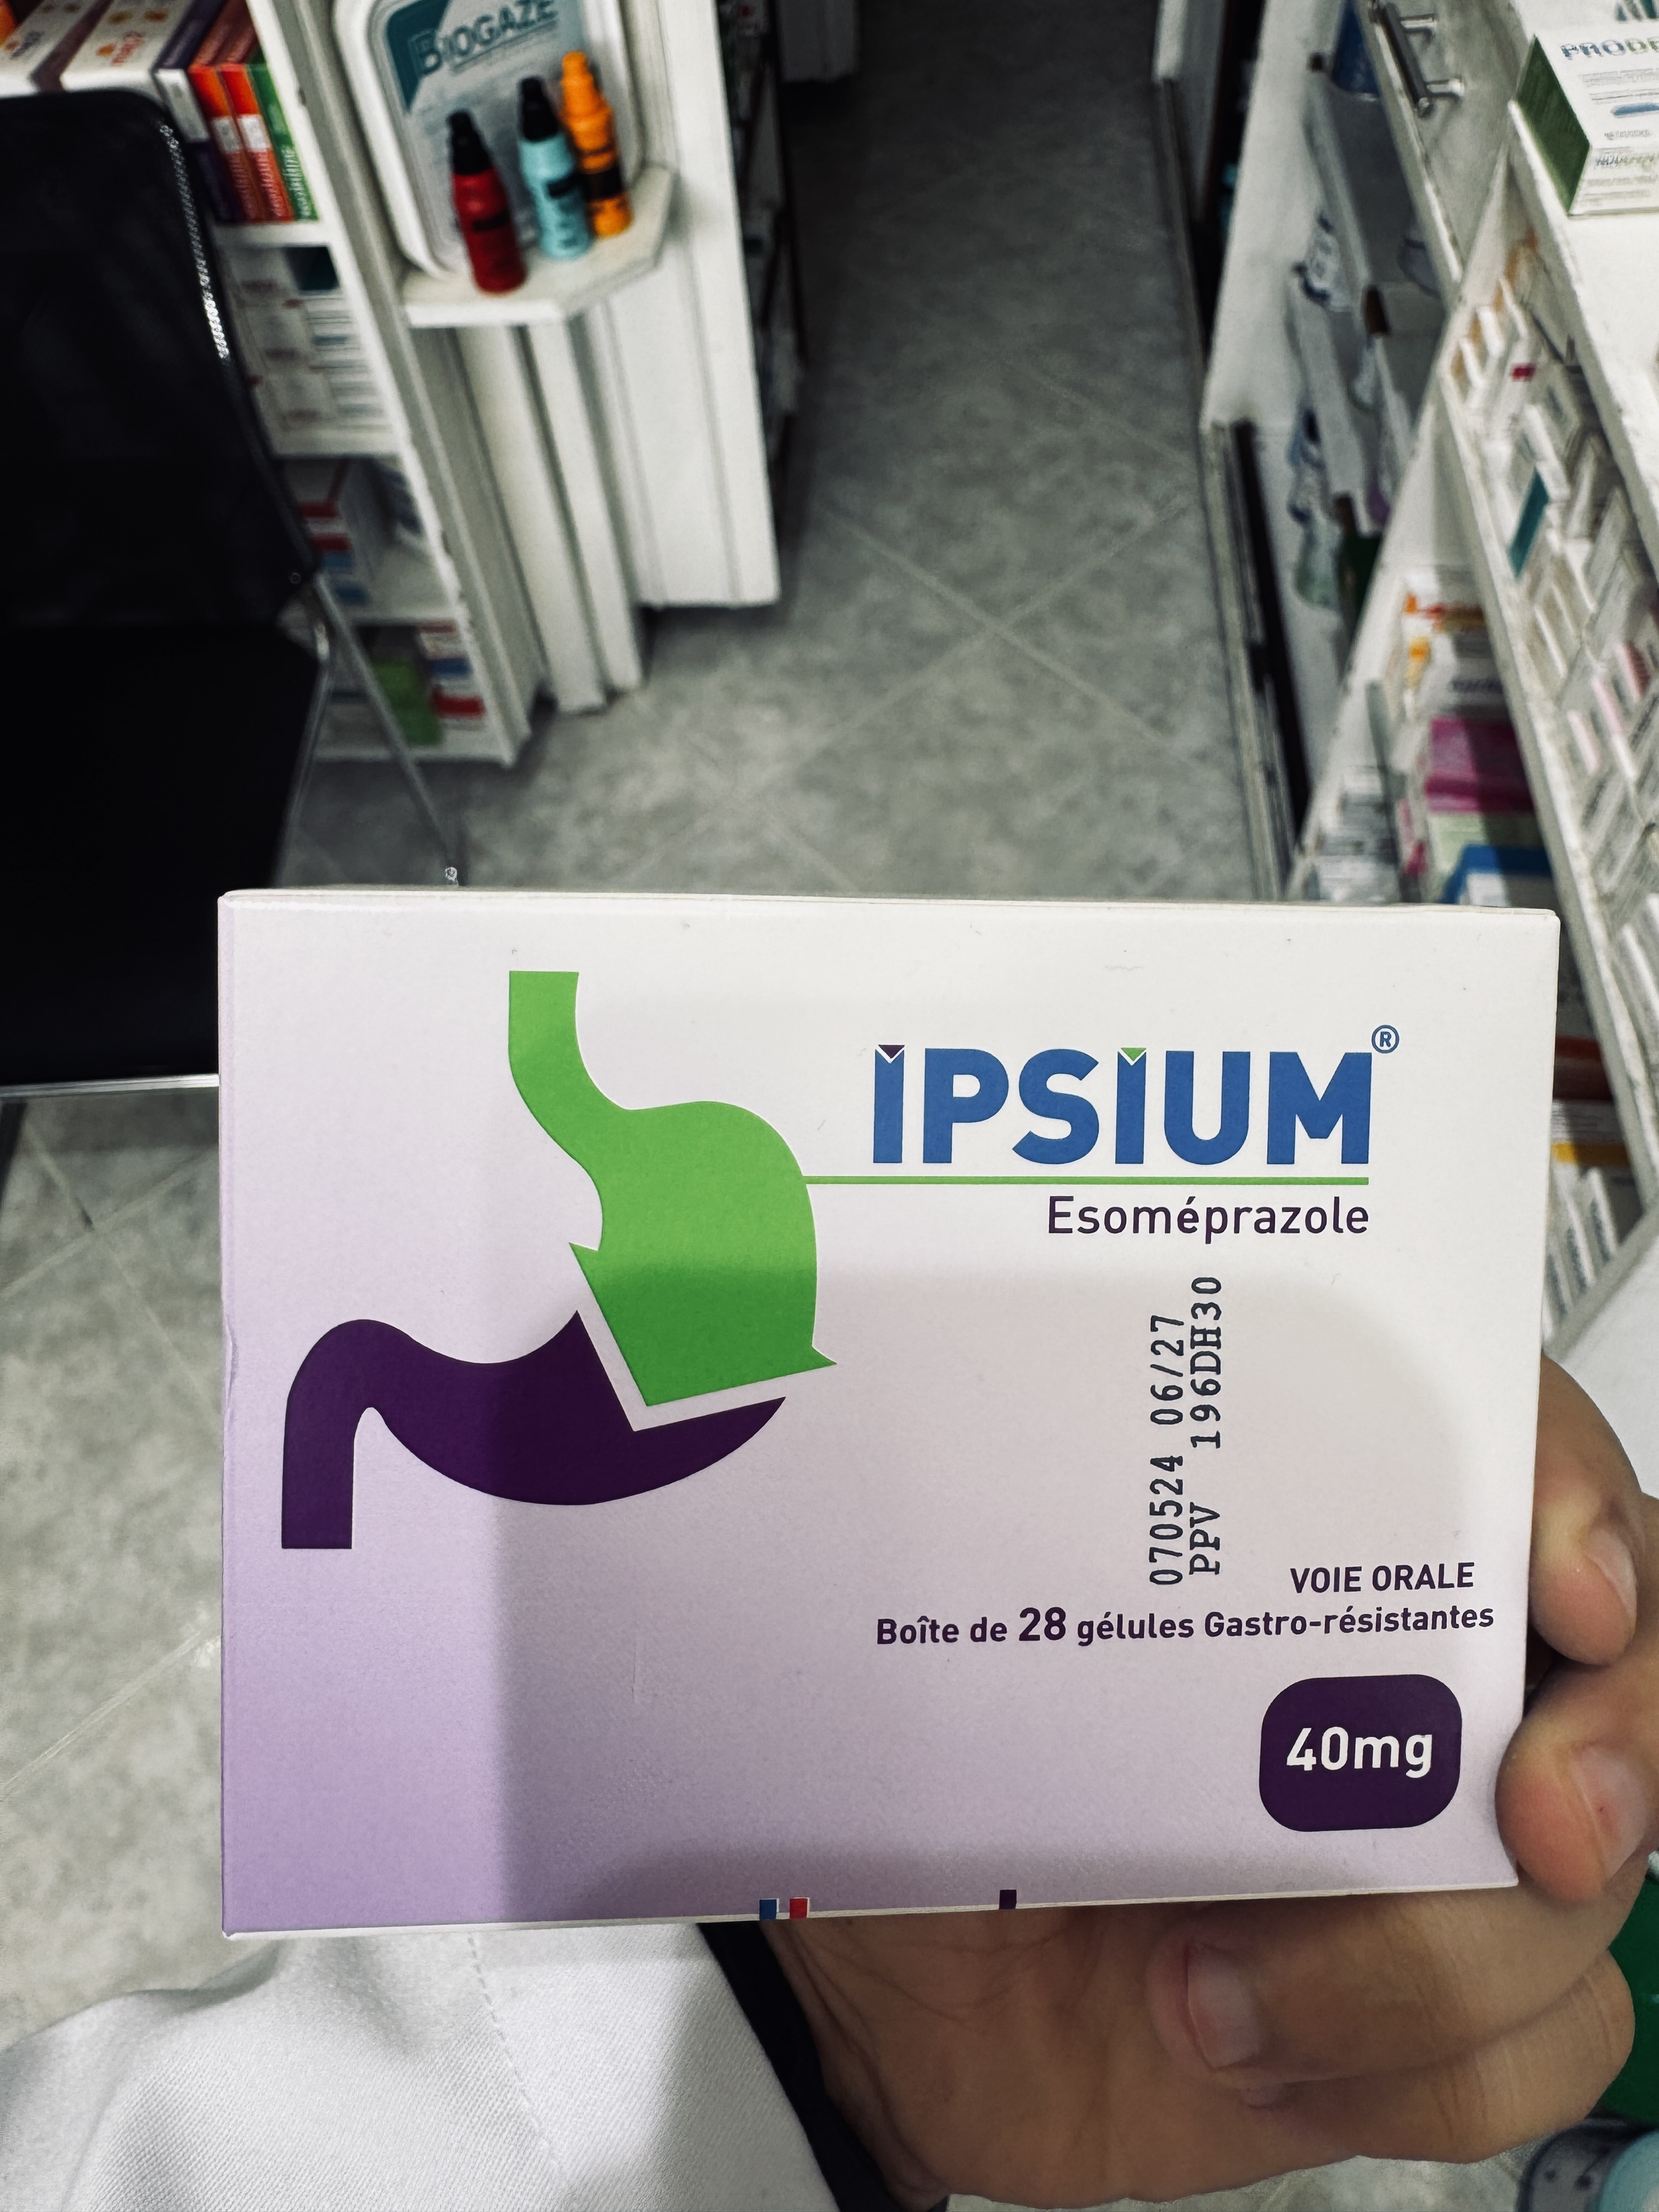 BIOGAZE
IPSIUM®
Esoméprazole
070524 06/27
PPV 196DH30
VOIE ORALE
Boîte de 28 gélules Gastro-résistantes
40mg